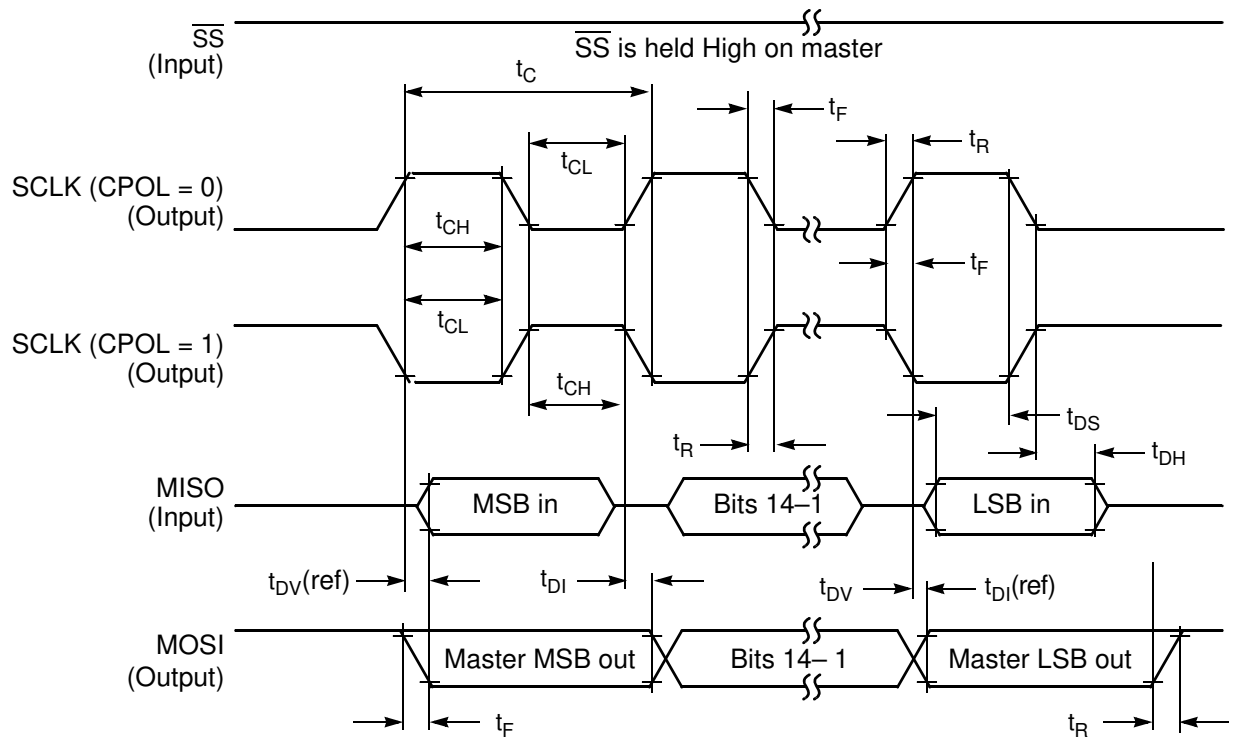 SS
(Input)
SS is held High on master
tC
tF
tCL
tR
SCLK (CPOL = 0)
(Output)
tCH
tF
tCL
SCLK (CPOL = 1)
(Output)
tCH
tDS
tR
tDH
MISO
(Input)
MSB in
Bits 14–1
LSB in
tDV(ref)
tDI
tDV
tDI(ref)
MOSI
(Output)
Master MSB out
Bits 14– 1
Master LSB out
tF
tR